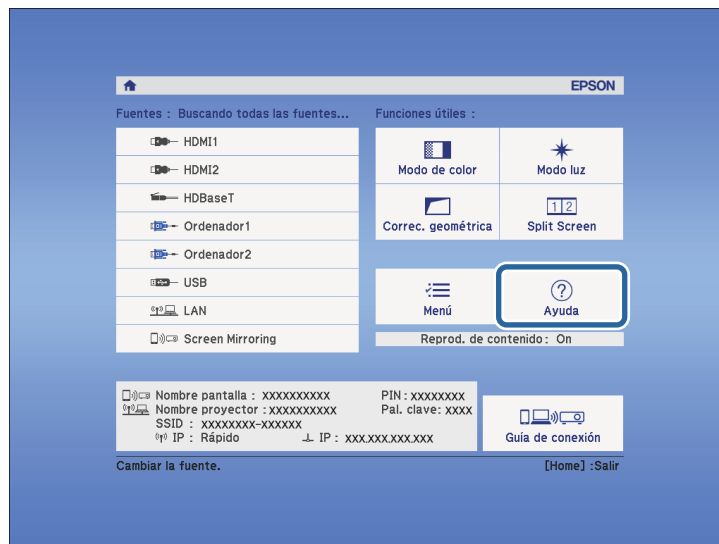 EPSON
Fuentes : Buscando todas las fuentes...
HDMI1
HDMI2
HDBaseT
Ordenador1
Ordenador2
USB
LAN
Screen Mirroring
Funciones útiles :
Modo de color
Modo luz
Correc. geométrica
1 2
Split Screen
Menú
?
Ayuda
Reprod. de contenido : On
Nombre pantalla : xxxxxxxxxx PIN : xxxxxxxx
Nombre proyector : xxxxxxxxxx Pal. clave: xxxx
SSID : xxxxxxxx-xxxxxx
IP : Rápido IP : xxx.xxx.xxx.xxx
Guía de conexión
Cambiar la fuente. [Home] :Salir